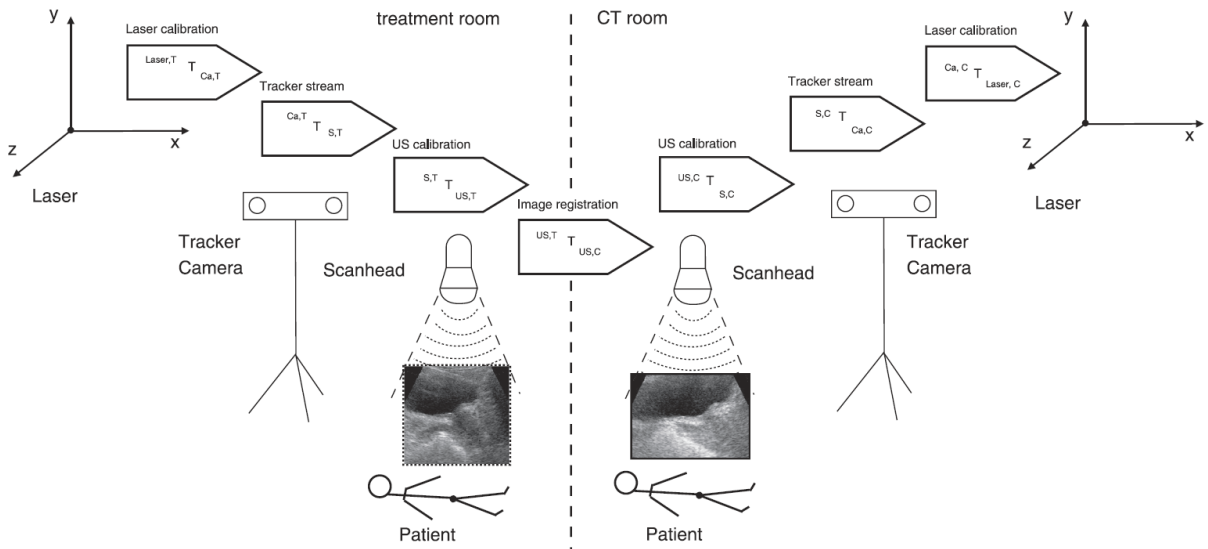 treatment room
CT room
y
Laser calibration
Laser,T T Ca,T
Tracker stream
Ca,T T S,T
US calibration
S,T T US,T
Image registration
US,T T US,C
US calibration
US,C T S,C
Tracker stream
S,C T Ca,C
Laser calibration
Ca, C T Laser, C
y
x
z
Laser
x
z
Laser
Tracker
Camera
Scanhead
Scanhead
Tracker
Camera
Patient
Patient